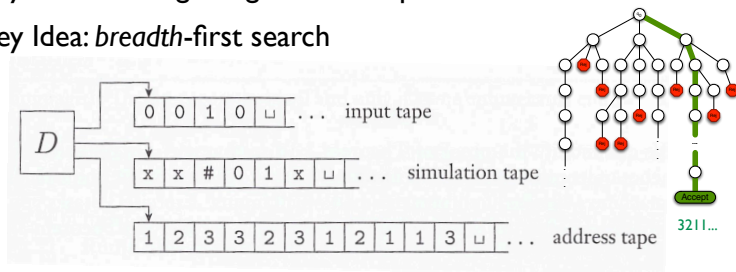 ey Idea: breadth-first search
D
0 0 1 0 ⊔ ... input tape
x x # 0 1 x ⊔ ... simulation tape
1 2 3 3 2 3 1 2 1 1 3 ⊔ ... address tape
Accept
3211...